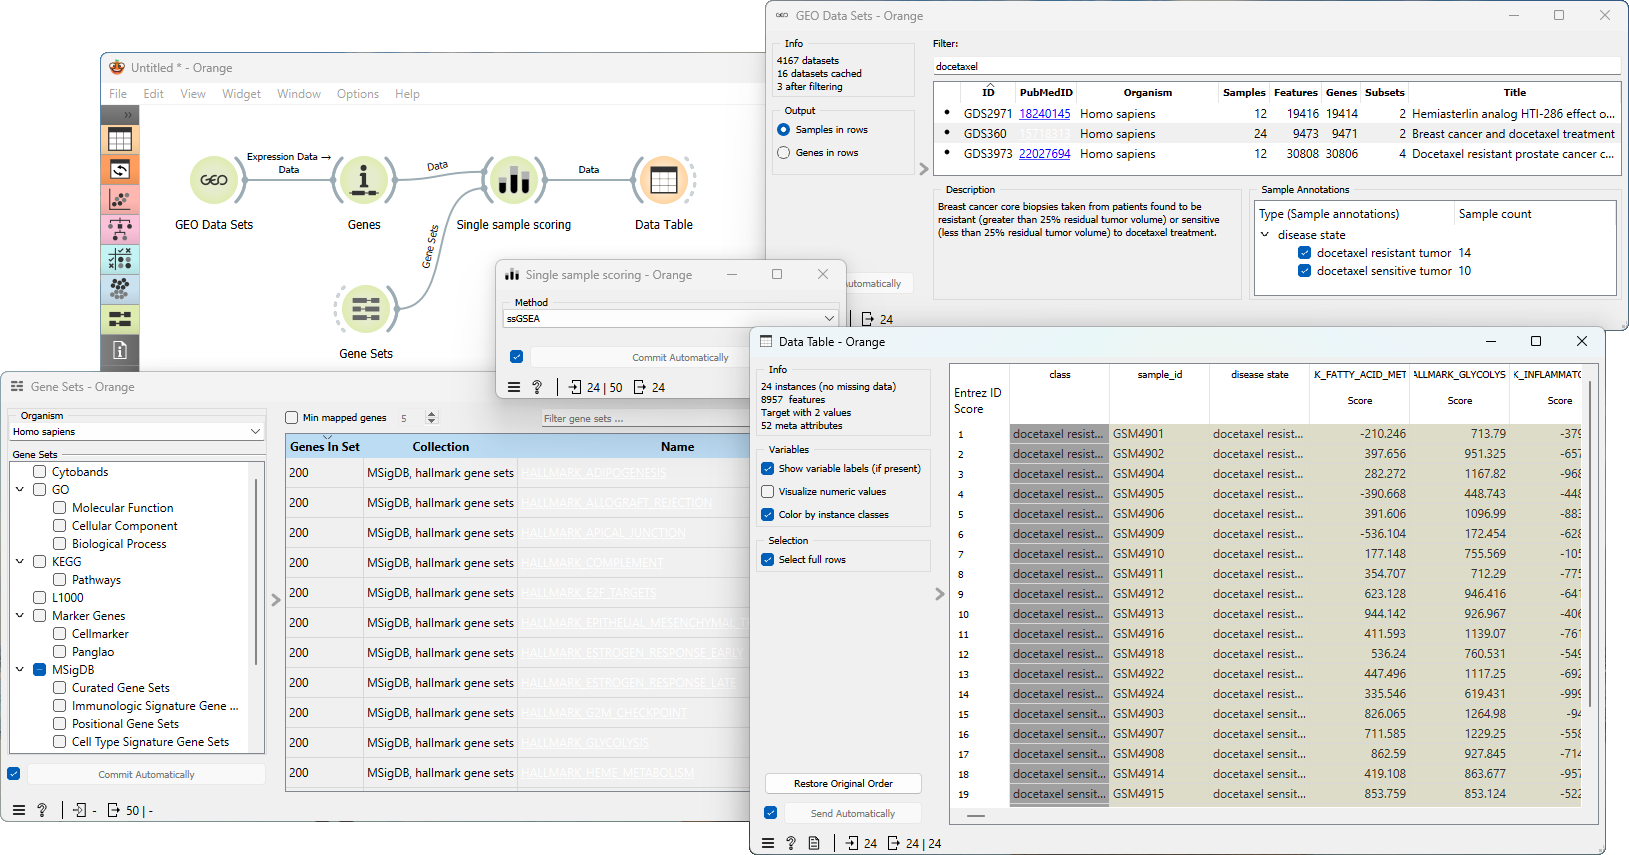 GEO Data Sets - Orange
Info
4167 datasets
16 datasets cached
3 after filtering
Output
Samples in rows
Genes in rows
Filter:
docetaxel
ID PubMedID Organism Samples Features Genes Subsets Title
GDS2971 18240145 Homo sapiens 12 19416 19414 2 Hemiasterlin analog HTI-286 effect o...
GDS360 15718313 Homo sapiens 24 9473 9471 2 Breast cancer and docetaxel treatment
GDS3973 22027694 Homo sapiens 12 30808 30806 4 Docetaxel resistant prostate cancer c...
Description
Breast cancer core biopsies taken from patients found to be
resistant (greater than 25% residual tumor volume) or sensitive
(less than 25% residual tumor volume) to docetaxel treatment.
Sample Annotations
Type (Sample annotations) Sample count
disease state
docetaxel resistant tumor 14
docetaxel sensitive tumor 10
utomatically
24
Untitled * - Orange
File Edit View Widget Window Options Help
GEO
Expression Data →
Data
Data
Data
Gene Sets
GEO Data Sets
Genes
Single sample scoring
Data Table
Gene Sets
Single sample scoring - Orange
Method
ssGSEA
Commit Automatically
24 | 50 24
Gene Sets - Orange
Organism
Homo sapiens
Gene Sets
Cytobands
GO
Molecular Function
Cellular Component
Biological Process
KEGG
Pathways
L1000
Marker Genes
Cellmarker
Panglao
MSigDB
Curated Gene Sets
Immunologic Signature Gene ...
Positional Gene Sets
Cell Type Signature Gene Sets
Commit Automatically
- 50 | -
Min mapped genes 5
Filter gene sets ...
Genes In Set Collection Name
200 MSigDB, hallmark gene sets HALLMARK_ADIPOGENESIS
200 MSigDB, hallmark gene sets HALLMARK_ALLOGRAFT_REJECTION
200 MSigDB, hallmark gene sets HALLMARK_APICAL_JUNCTION
200 MSigDB, hallmark gene sets HALLMARK_COMPLEMENT
200 MSigDB, hallmark gene sets HALLMARK_E2F_TARGETS
200 MSigDB, hallmark gene sets HALLMARK_EPITHELIAL_MESENCHYMAL_T
200 MSigDB, hallmark gene sets HALLMARK_ESTROGEN_RESPONSE_EARLY
200 MSigDB, hallmark gene sets HALLMARK_ESTROGEN_RESPONSE_LATE
200 MSigDB, hallmark gene sets HALLMARK_G2M_CHECKPOINT
200 MSigDB, hallmark gene sets HALLMARK_GLYCOLYSIS
200 MSigDB, hallmark gene sets HALLMARK_HEME_METABOLISM
Data Table - Orange
Info
24 instances (no missing data)
8957 features
Target with 2 values
52 meta attributes
Variables
Show variable labels (if present)
Visualize numeric values
Color by instance classes
Selection
Select full rows
Restore Original Order
Send Automatically
24 24 | 24
class sample_id disease state .K_FATTY_ACID_MET ALLMARK_GLYCOLYS K_INFLAMMATO
Entrez ID
Score Score Score Score
1 docetaxel resist... GSM4901 docetaxel resist... -210.246 713.79 -379
2 docetaxel resist... GSM4902 docetaxel resist... 397.656 951.325 -657
3 docetaxel resist... GSM4904 docetaxel resist... 282.272 1167.82 -968
4 docetaxel resist... GSM4905 docetaxel resist... -390.668 448.743 -448
5 docetaxel resist... GSM4906 docetaxel resist... 391.606 1096.99 -883
6 docetaxel resist... GSM4909 docetaxel resist... -536.104 172.454 -628
7 docetaxel resist... GSM4910 docetaxel resist... 177.148 755.569 -105
8 docetaxel resist... GSM4911 docetaxel resist... 354.707 712.29 -775
9 docetaxel resist... GSM4912 docetaxel resist... 623.128 946.416 -641
10 docetaxel resist... GSM4913 docetaxel resist... 944.142 926.967 -406
11 docetaxel resist... GSM4916 docetaxel resist... 411.593 1139.07 -761
12 docetaxel resist... GSM4918 docetaxel resist... 536.24 760.531 -549
13 docetaxel resist... GSM4922 docetaxel resist... 447.496 1117.25 -692
14 docetaxel resist... GSM4924 docetaxel resist... 335.546 619.431 -999
15 docetaxel sensit... GSM4903 docetaxel sensit... 826.065 1264.98 -94
16 docetaxel sensit... GSM4907 docetaxel sensit... 711.585 1229.25 -558
17 docetaxel sensit... GSM4908 docetaxel sensit... 862.59 927.845 -714
18 docetaxel sensit... GSM4914 docetaxel sensit... 419.108 863.677 -957
19 docetaxel sensit... GSM4915 docetaxel sensit... 853.759 853.124 -522